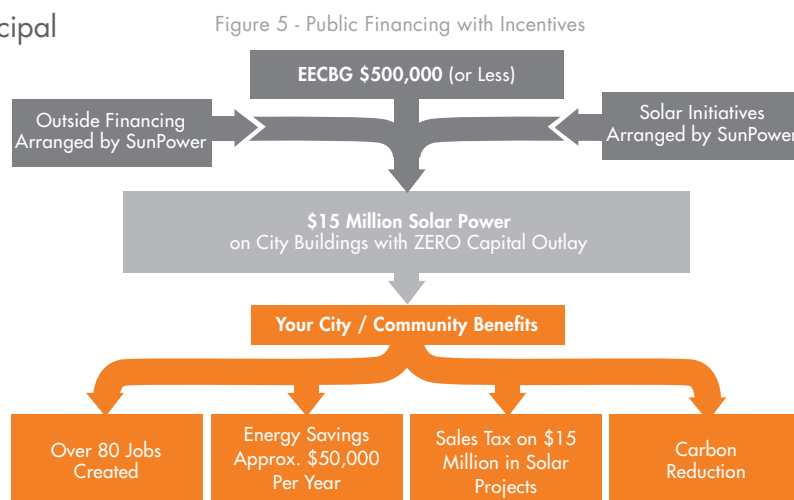 cipal
Figure 5 - Public Financing with Incentives
EECBG $500,000 (or Less)
Outside Financing
Arranged by SunPower
Solar Initiatives
Arranged by SunPower
$15 Million Solar Power
on City Buildings with ZERO Capital Outlay
Your City / Community Benefits
Over 80 Jobs
Created
Energy Savings
Approx. $50,000
Per Year
Sales Tax on $15
Million in Solar
Projects
Carbon
Reduction